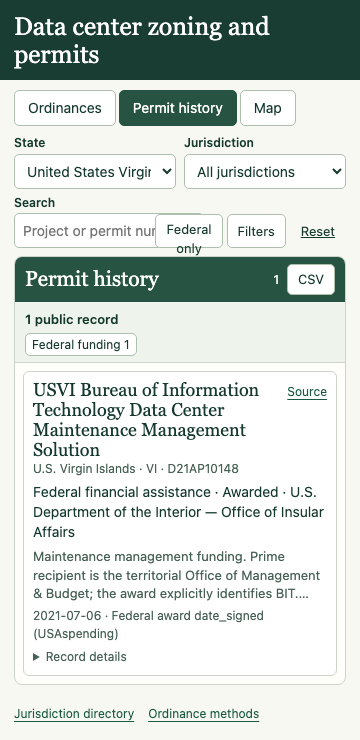 Data center zoning and
permits
Ordinances
Permit history
Map
State
Jurisdiction
United States Virgin
All jurisdictions
Search
Project or permit num
Federal
only
Filters
Reset
Permit history
1
CSV
1 public record
Federal funding 1
USVI Bureau of Information
Technology Data Center
Maintenance Management
Solution
Source
U.S. Virgin Islands · VI · D21AP10148
Federal financial assistance · Awarded · U.S.
Department of the Interior — Office of Insular
Affairs
Maintenance management funding. Prime
recipient is the territorial Office of Management
& Budget; the award explicitly identifies BIT....
2021-07-06 · Federal award date_signed
(USAspending)
Record details
Jurisdiction directory
Ordinance methods